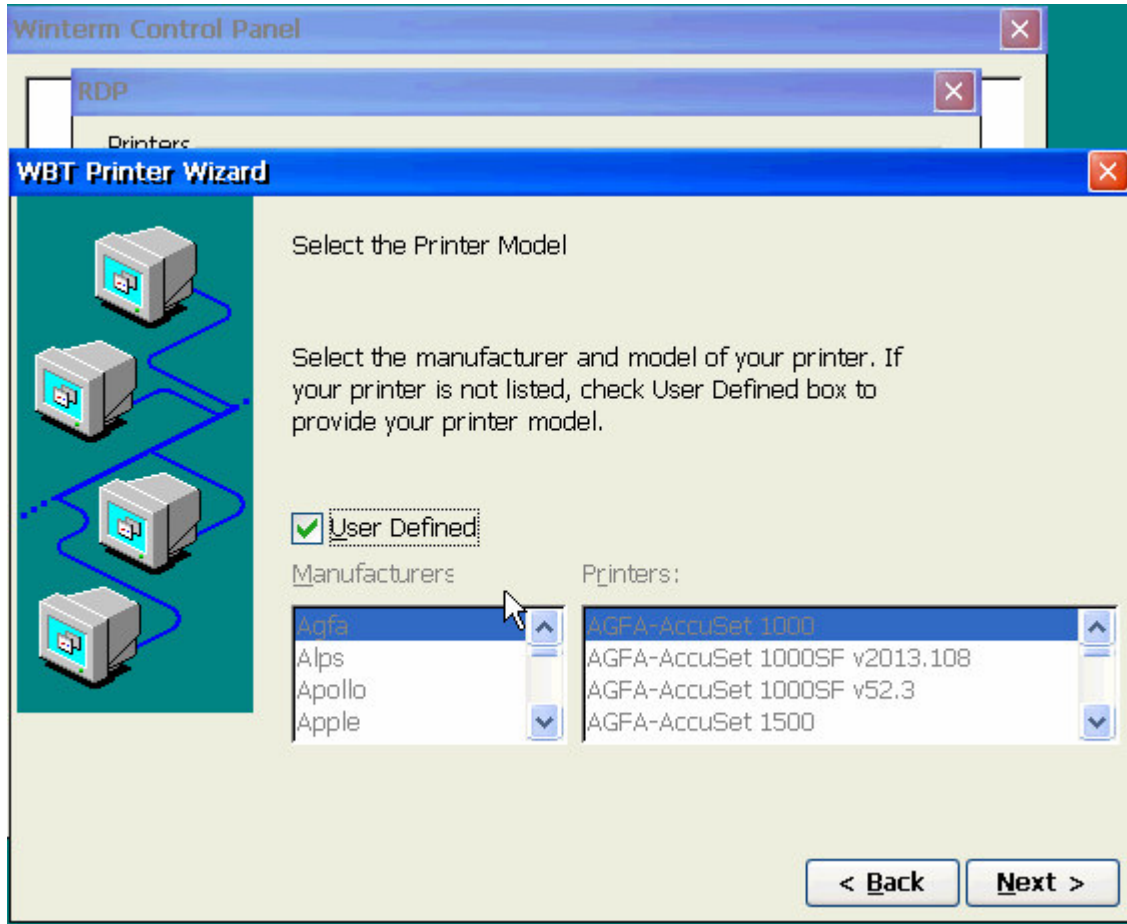 Winterm Control Panel
RDP
Printers
WBT Printer Wizard
Select the Printer Model
Select the manufacturer and model of your printer. If
your printer is not listed, check User Defined box to
provide your printer model.
User Defined
Manufacturers
Printers:
Agfa
Alps
Apollo
Apple
AGFA-AccuSet 1000
AGFA-AccuSet 1000SF v2013.108
AGFA-AccuSet 1000SF v52.3
AGFA-AccuSet 1500
< Back
Next >